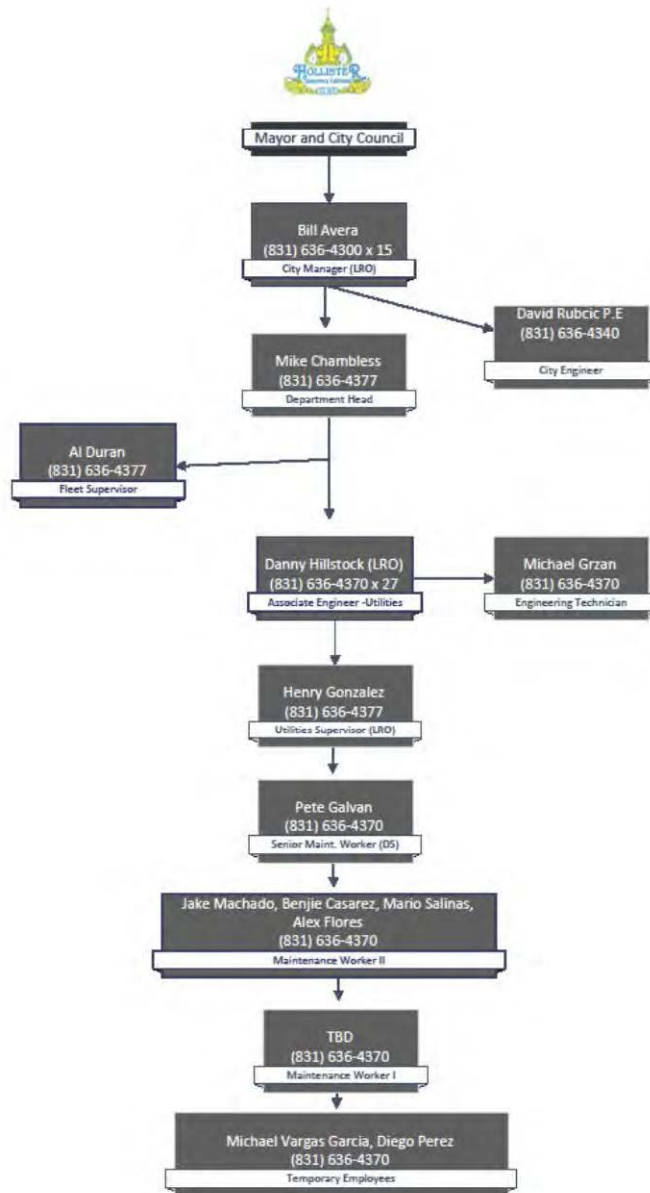 HOLLISTER
Mayor and City Council
Bill Avera
(831) 636-4300 x 15
City Manager (LRO)
David Rubcic P.E
(831) 636-4340
City Engineer
Mike Chambless
(831) 636-4377
Department Head
Al Duran
(831) 636-4377
Fleet Supervisor
Danny Hillstock (LRO)
(831) 636-4370 x 27
Associate Engineer -Utilities
Michael Grzan
(831) 636-4370
Engineering Technician
Henry Gonzalez
(831) 636-4377
Utilities Supervisor (LRO)
Pete Galvan
(831) 636-4370
Senior Maint. Worker (DS)
Jake Machado, Benjie Casarez, Mario Salinas,
Alex Flores
(831) 636-4370
Maintenance Worker II
TBD
(831) 636-4370
Maintenance Worker I
Michael Vargas Garcia, Diego Perez
(831) 636-4370
Temporary Employees